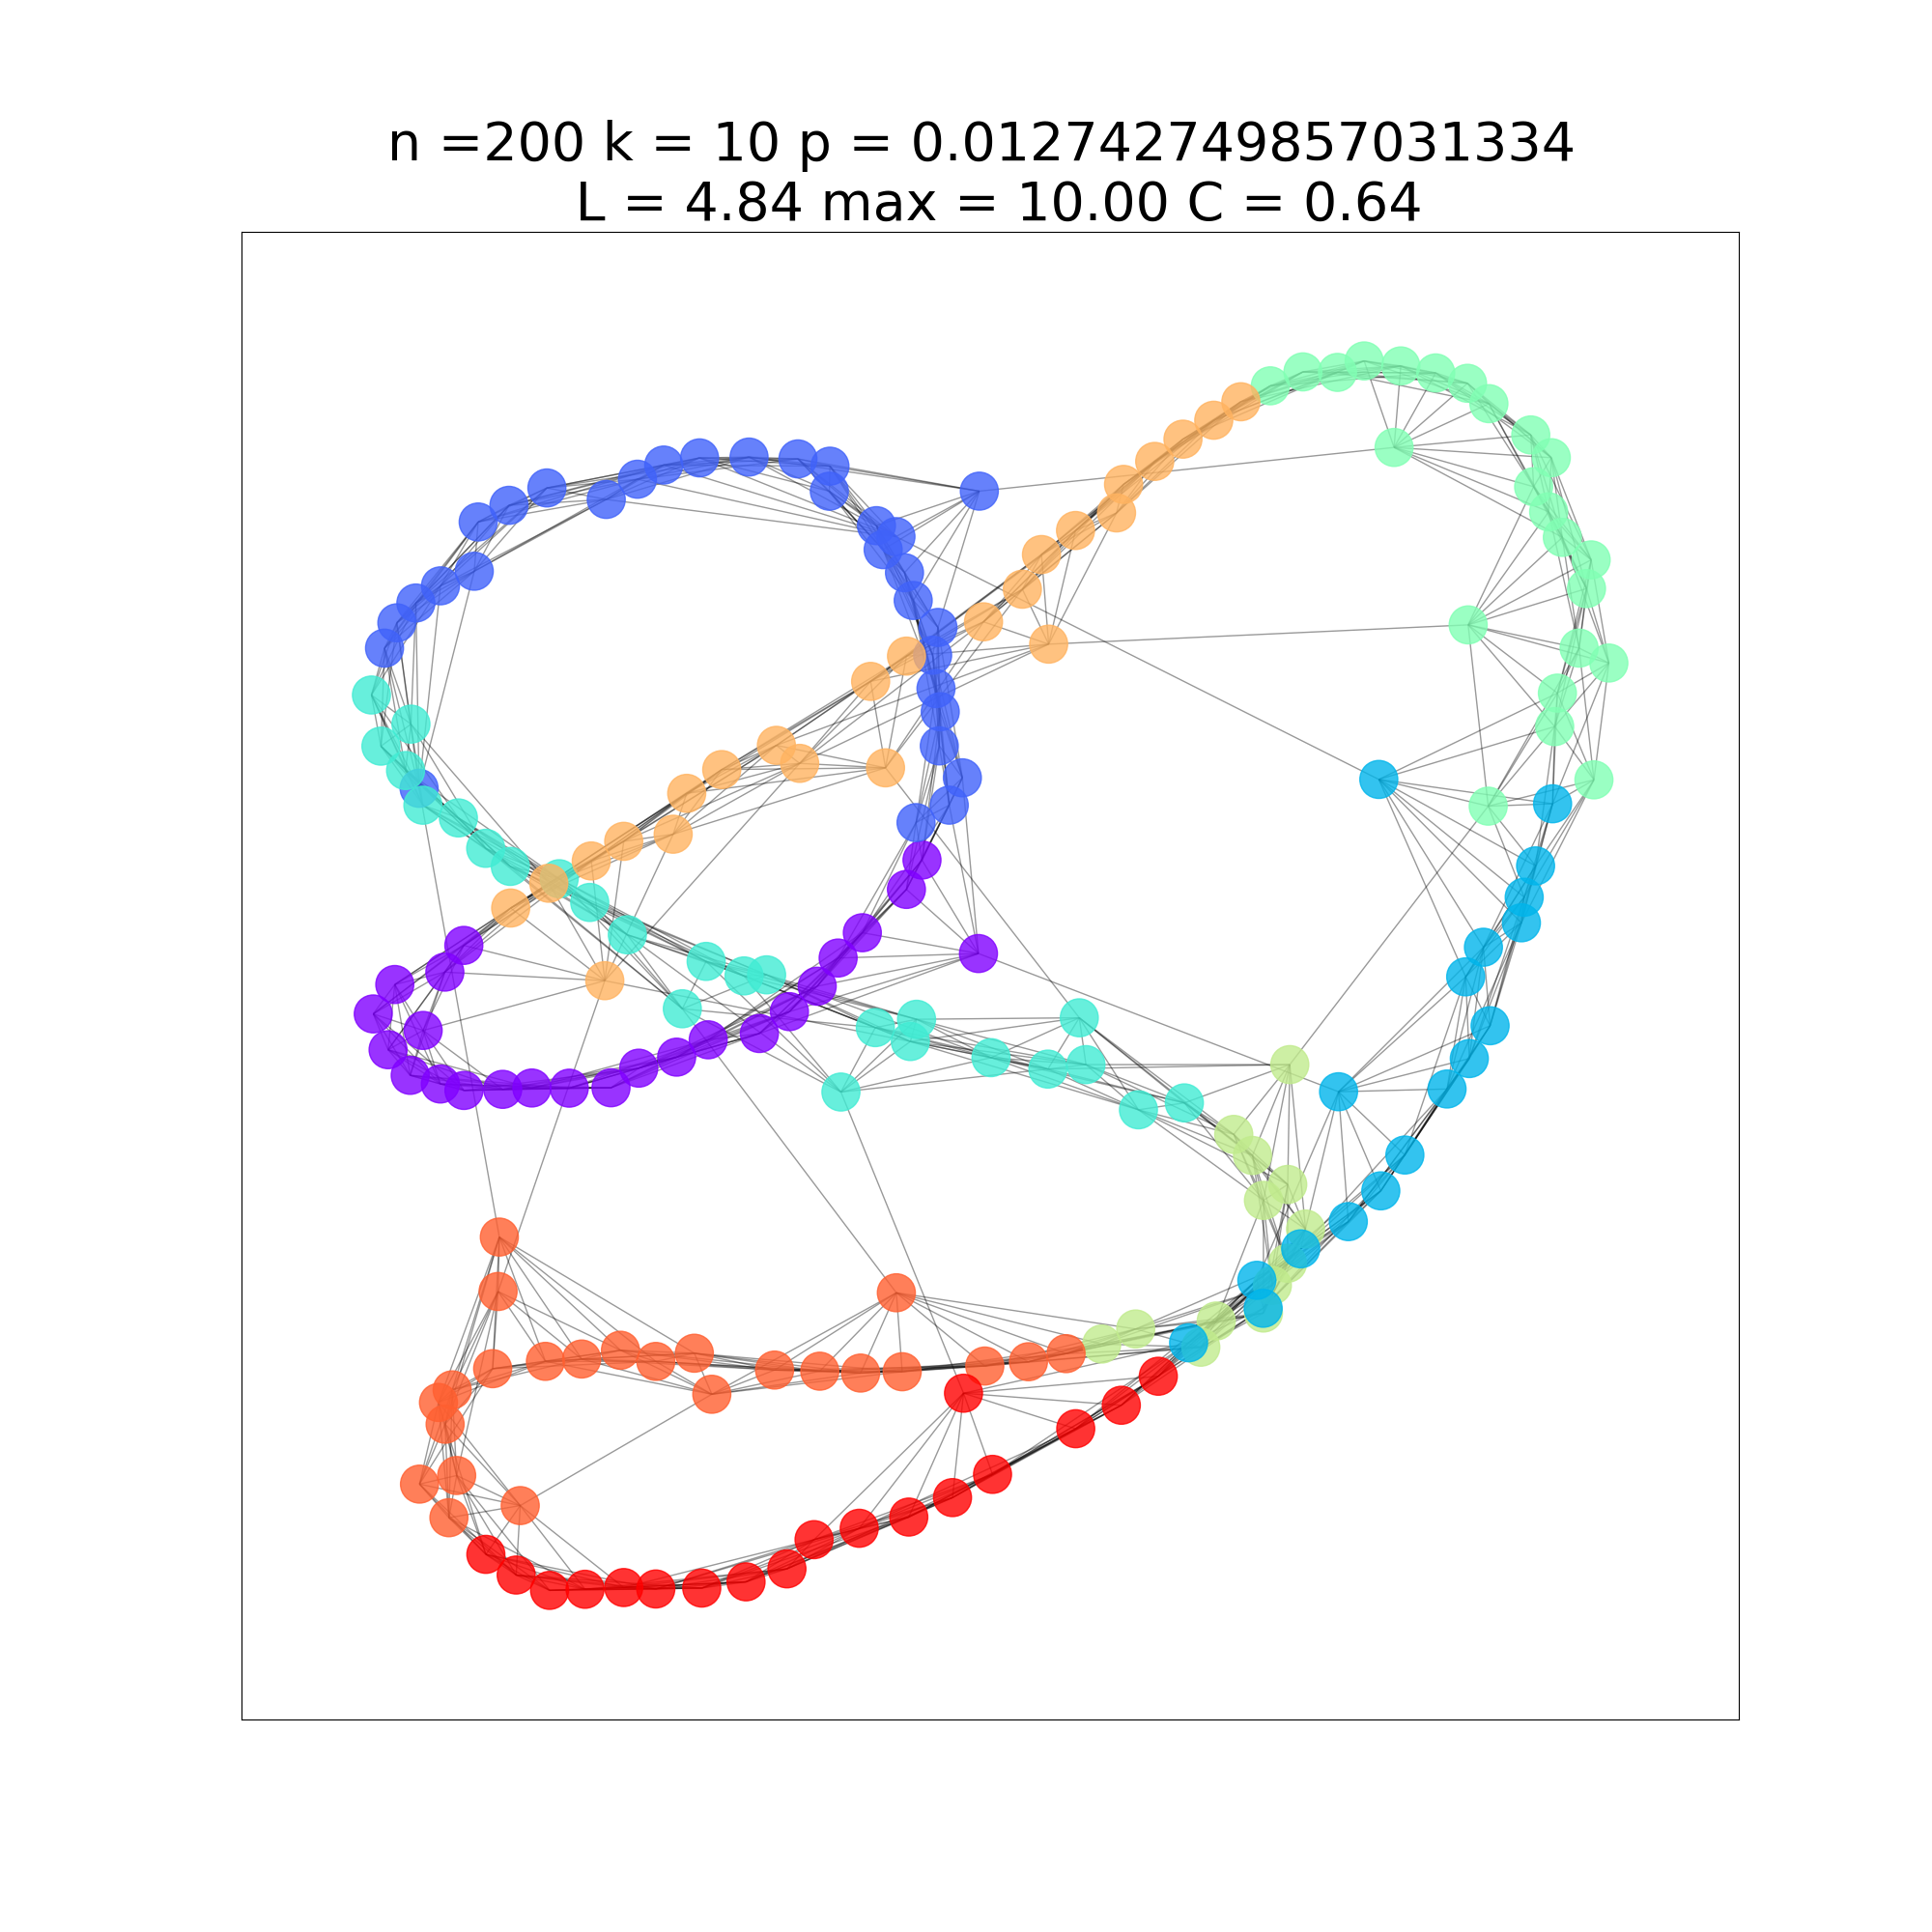 n =200 k = 10 p = 0.012742749857031334
L = 4.84 max = 10.00 C = 0.64